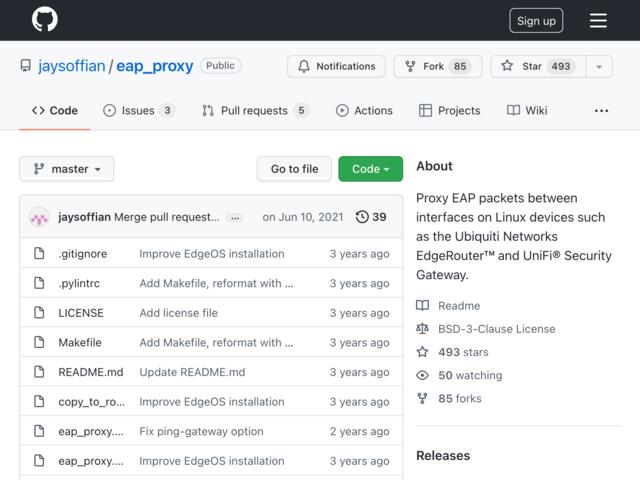 Sign up
jaysoffian / eap_proxy Public
Notifications Fork 85 Star 493
Code Issues 3 Pull requests 5 Actions Projects Wiki ...
master Go to file Code
jaysoffian Merge pull request... ... on Jun 10, 2021 39
.gitignore Improve EdgeOS installation 3 years ago
.pylintrc Add Makefile, reformat with ... 3 years ago
LICENSE Add license file 3 years ago
Makefile Add Makefile, reformat with ... 3 years ago
README.md Update README.md 3 years ago
copy_to_ro... Improve EdgeOS installation 3 years ago
eap_proxy.... Fix ping-gateway option 2 years ago
eap_proxy.... Improve EdgeOS installation 3 years ago
About
Proxy EAP packets between
interfaces on Linux devices such
as the Ubiquiti Networks
EdgeRouter™ and UniFi® Security
Gateway.
Readme
BSD-3-Clause License
493 stars
50 watching
85 forks
Releases